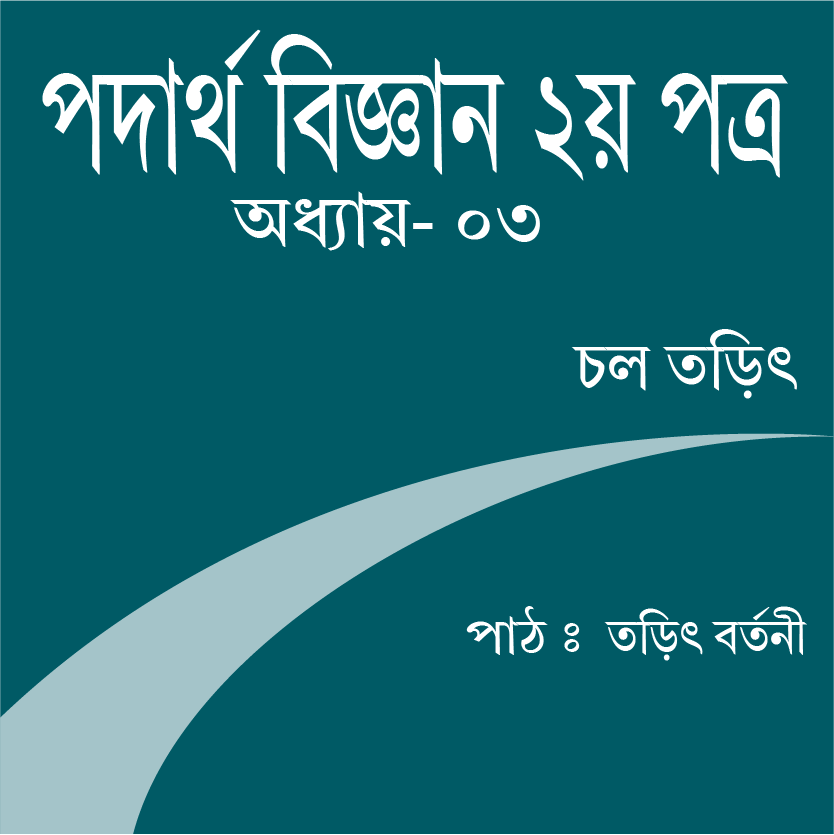 পদার্থ বিজ্ঞান ২য় পত্র
অধ্যায়- ০৩
চল তড়িৎ
পাঠ ঃ তড়িৎ বর্তনী